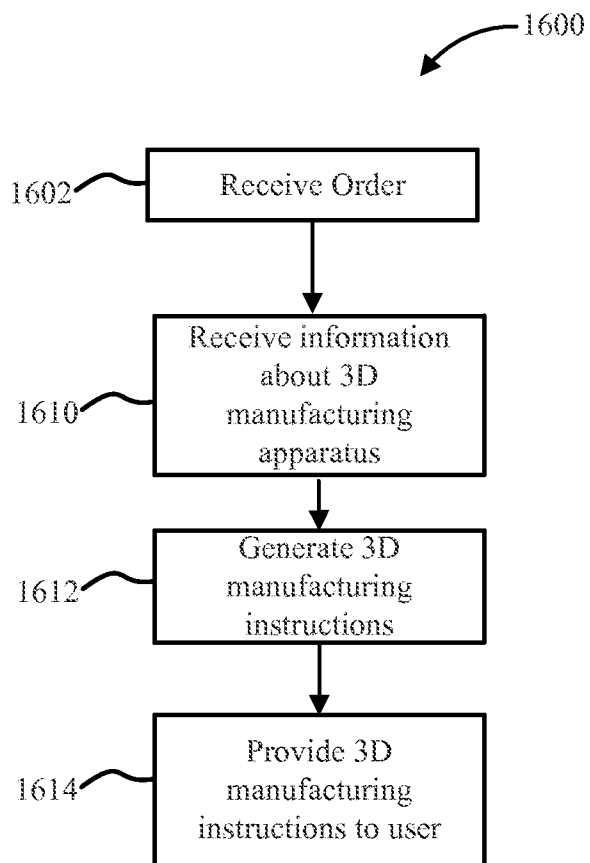 1600
1602
Receive Order
1610
Receive information
about 3D
manufacturing
apparatus
1612
Generate 3D
manufacturing
instructions
1614
Provide 3D
manufacturing
instructions to user